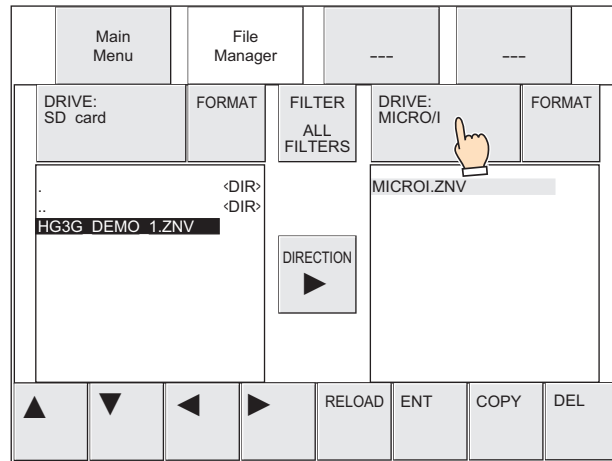 Main
Menu
File
Manager
---
---
DRIVE:
SD card
FORMAT
FILTER
ALL
FILTERS
DRIVE:
MICRO/I
FORMAT
. <DIR>
.. <DIR>
HG3G_DEMO_1.ZNV
MICROI.ZNV
DIRECTION
RELOAD
ENT
COPY
DEL